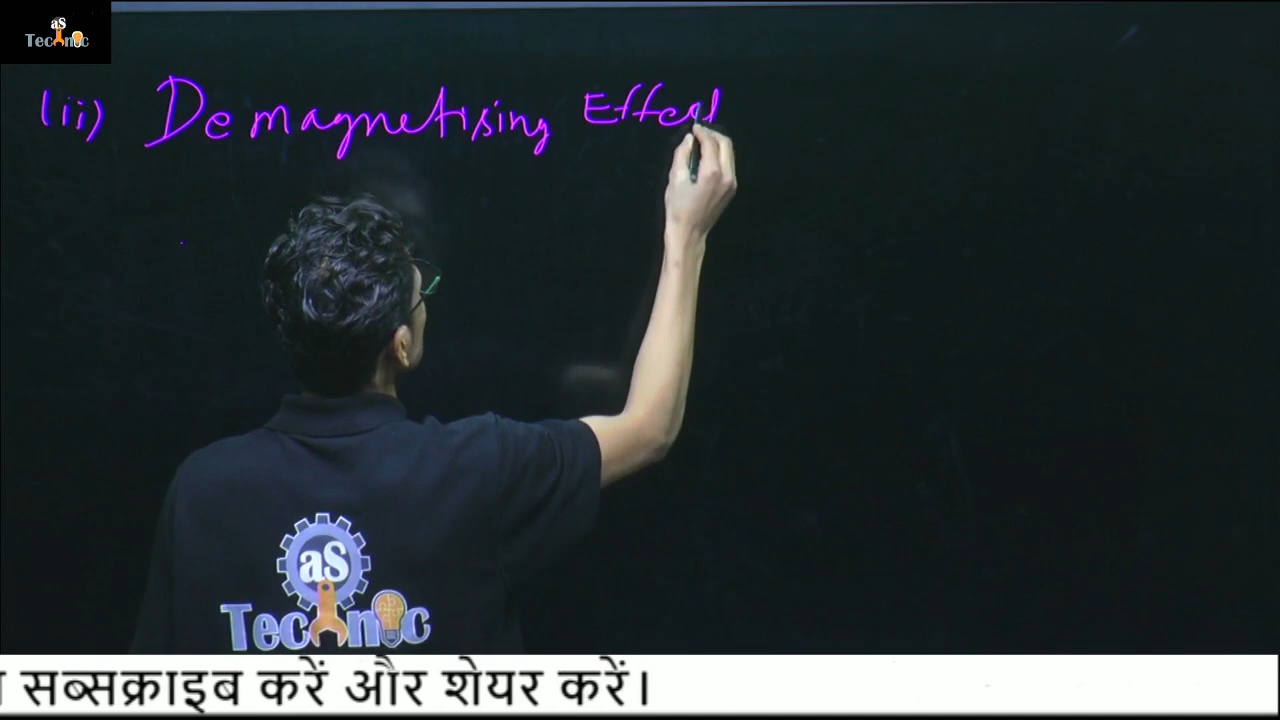 aS
Tecnic
(ii) Demagnetising Effect
aS
Tecnic
सब्सक्राइब करें और शेयर करें।